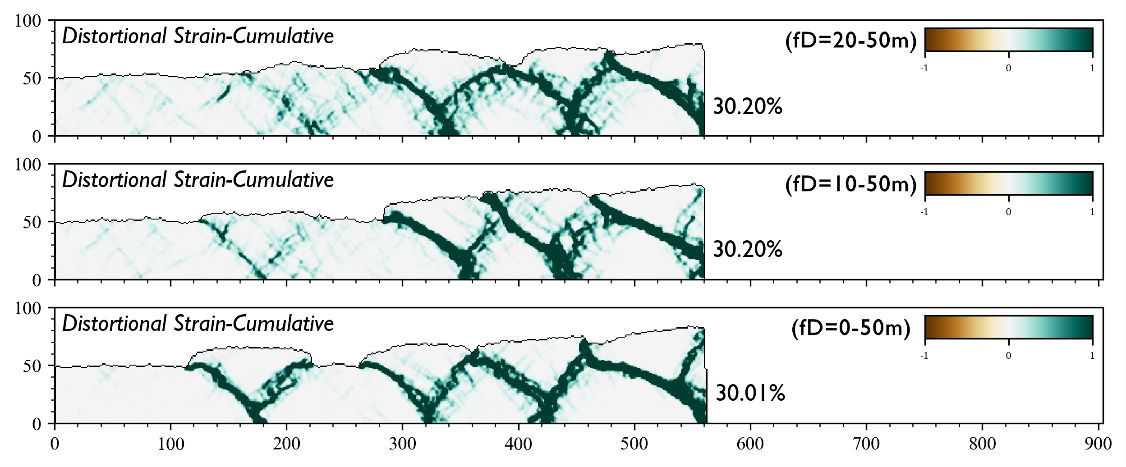 100
Distortional Strain-Cumulative
(fD=20-50m)
-1 0 1
50
30.20%
0
100
Distortional Strain-Cumulative
(fD=10-50m)
-1 0 1
50
30.20%
0
100
Distortional Strain-Cumulative
(fD=0-50m)
-1 0 1
50
30.01%
0
0 100 200 300 400 500 600 700 800 900